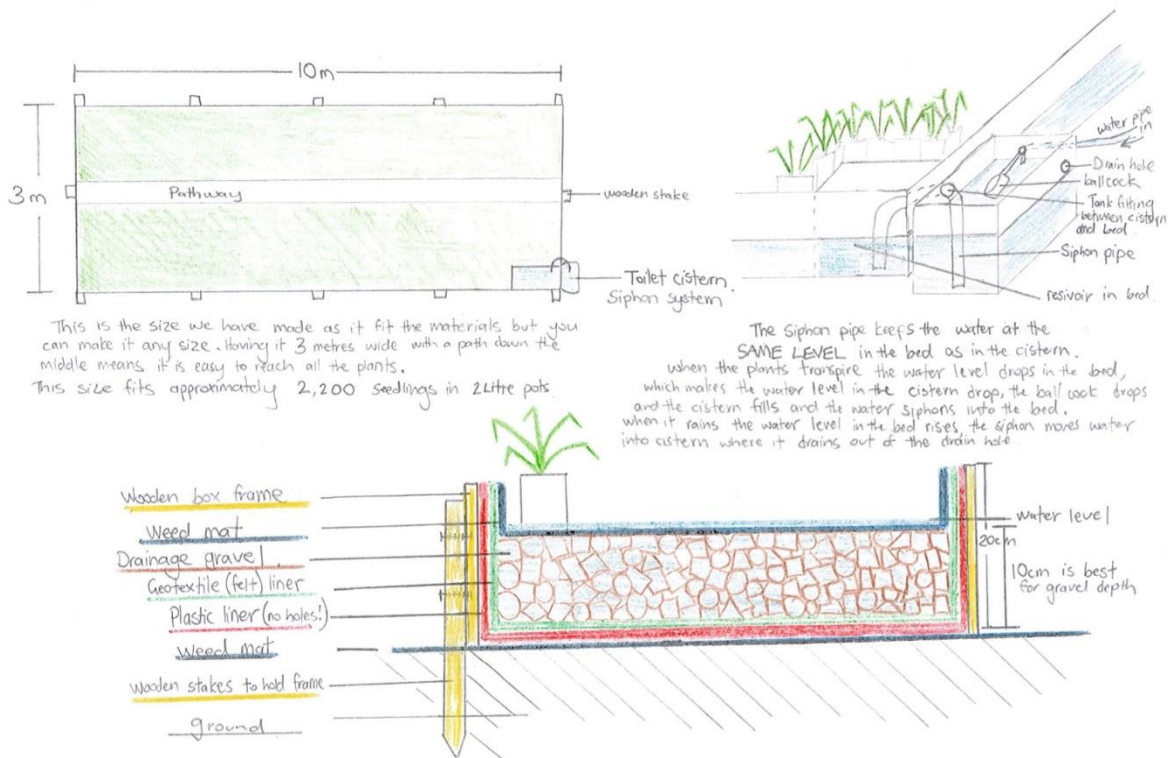 10m
3m
Pathway
wooden stake
Toilet cistern
Siphon system
This is the size we have made as it fit the materials but you
can make it any size. Having it 3 metres wide with a path down the
middle means it is easy to reach all the plants.
This size fits approximately 2,200 seedlings in 2Litre pots
water pipe
in
Drain hole
ballcock
Tank fitting
between cistern
and bed
Siphon pipe
resivoir in bed
The Siphon pipe keeps the water at the
SAME LEVEL in the bed as in the cistern.
when the plants transpire the water level drops in the bed,
which makes the water level in the cistern drop, the ball cock drops
and the cistern fills and the water siphons into the bed.
when it rains the water level in the bed rises, the siphon moves water
into cistern where it drains out of the drain hole
Wooden box frame
Weed mat
Drainage gravel
Geotextile (felt) liner
Plastic liner (no holes!)
Weed mat
Wooden stakes to hold frame
ground
water level
20cm
10cm is best
for gravel depth